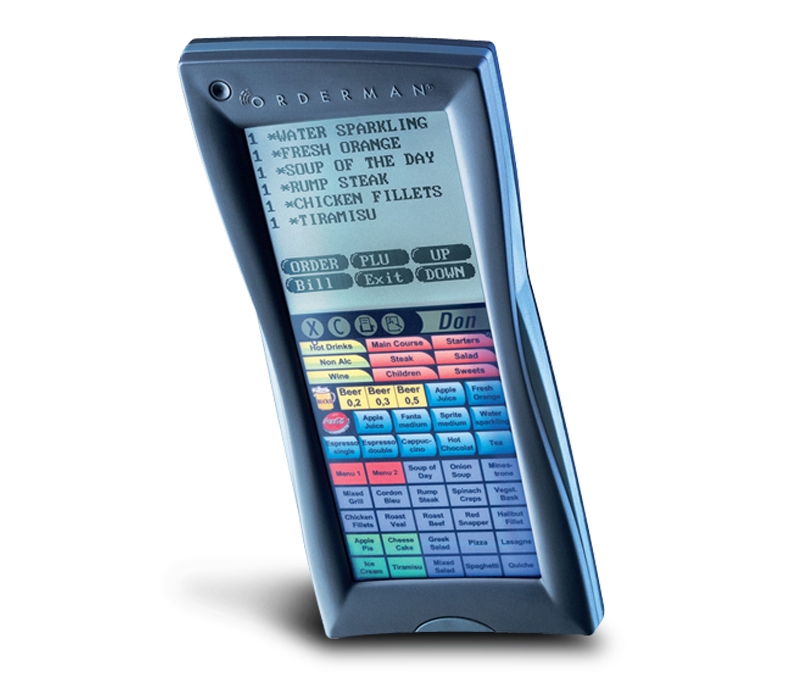 ORDERMAN®
1 *WATER SPARKLING
1 *FRESH ORANGE
1 *SOUP OF THE DAY
1 *RUMP STEAK
1 *CHICKEN FILLETS
1 *TIRAMISU
ORDER PLU UP
Bill Exit DOWN
X C Don
Hot Drinks Main Course Starters
Non Alc Steak Salad
Wine Children Sweets
Beer 0,2 Beer 0,3 Beer 0,5 Apple Juice Fresh Orange
Apple Juice Fanta medium Sprite medium Water sparkling
Espresso single Espresso double Cappuc-cino Hot Chocolat Tea
Menu 1 Menu 2 Soup of Day Onion Soup Mines-trone
Mixed Grill Cordon Bleu Rump Steak Spinach Creps Veget. Bask
Chicken Fillets Roast Veal Roast Beef Red Snapper Halibut Fillet
Apple Pie Cheese Cake Greek Salad Pizza Lasagne
Ice Cream Tiramisu Mixed Salad Spaghetti Quiche